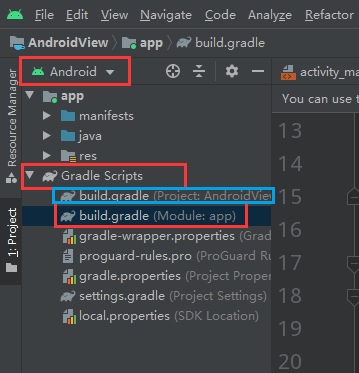 File Edit View Navigate Code Analyze Refactor
AndroidView app build.gradle
Android
activity_ma
Resource Manager
1: Project
app
You can use t
manifests
13
java
res
14
Gradle Scripts
build.gradle (Project: AndroidView
15
build.gradle (Module: app)
16
gradle-wrapper.properties (Grad
proguard-rules.pro (ProGuard Ru
17
gradle.properties (Project Proper
settings.gradle (Project Settings)
18
local.properties (SDK Location)
19
20